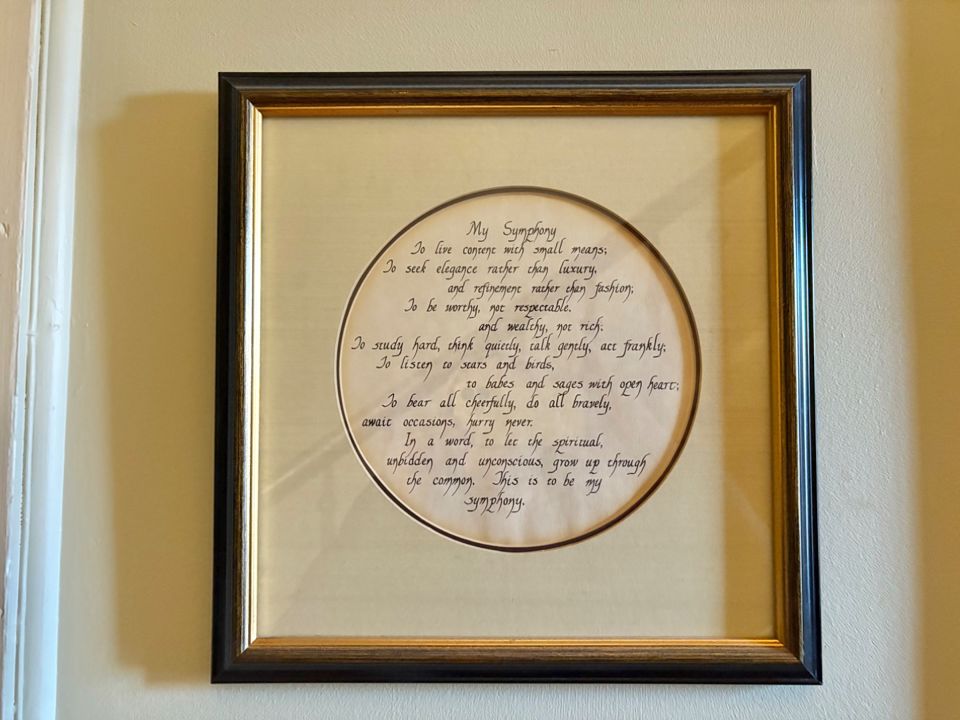 My Symphony
To live content with small means;
To seek elegance rather than luxury,
and refinement rather than fashion;
To be worthy, not respectable.
and wealthy, not rich;
To study hard, think quietly, talk gently, act frankly;
To listen to stars and birds,
to babes and sages with open heart;
To bear all cheerfully, do all bravely,
await occasions, hurry never.
In a word, to let the spiritual,
unbidden and unconscious, grow up through
the common. This is to be my
symphony.